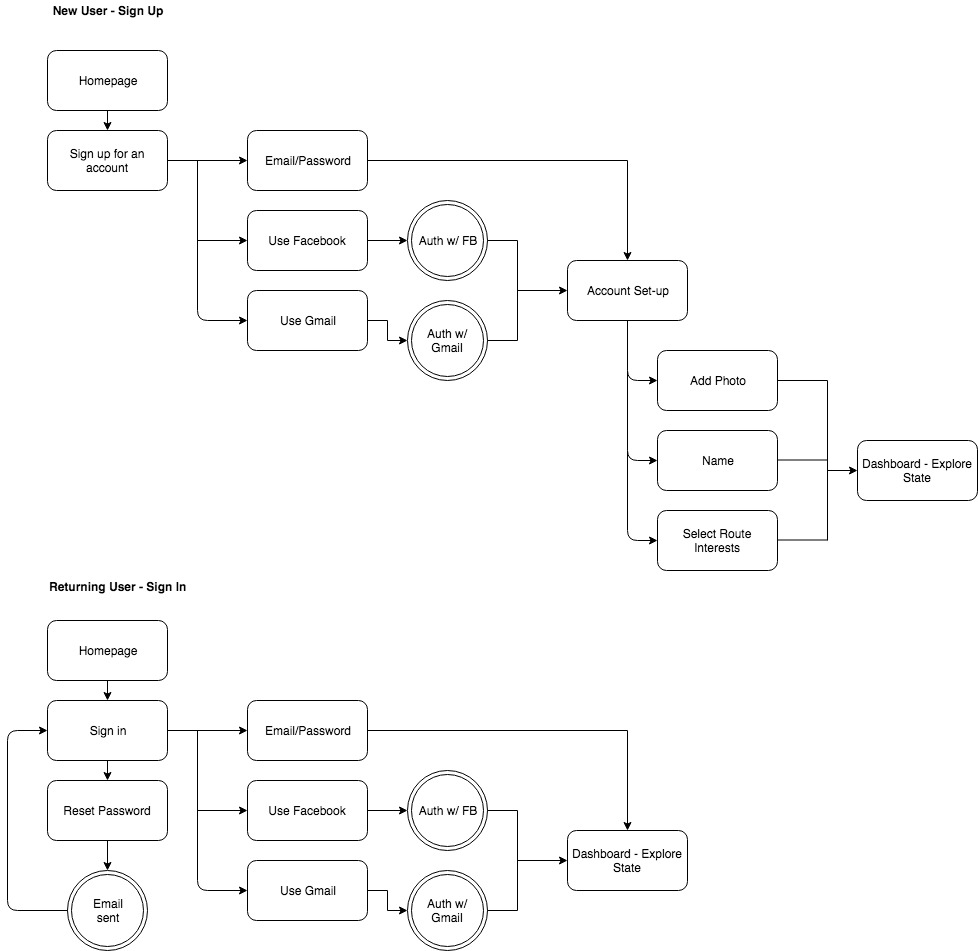 New User - Sign Up
Homepage
Sign up for an
account
Email/Password
Use Facebook
Auth w/ FB
Use Gmail
Auth w/
Gmail
Account Set-up
Add Photo
Name
Select Route
Interests
Dashboard - Explore
State
Returning User - Sign In
Homepage
Sign in
Reset Password
Email
sent
Email/Password
Use Facebook
Auth w/ FB
Use Gmail
Auth w/
Gmail
Dashboard - Explore
State